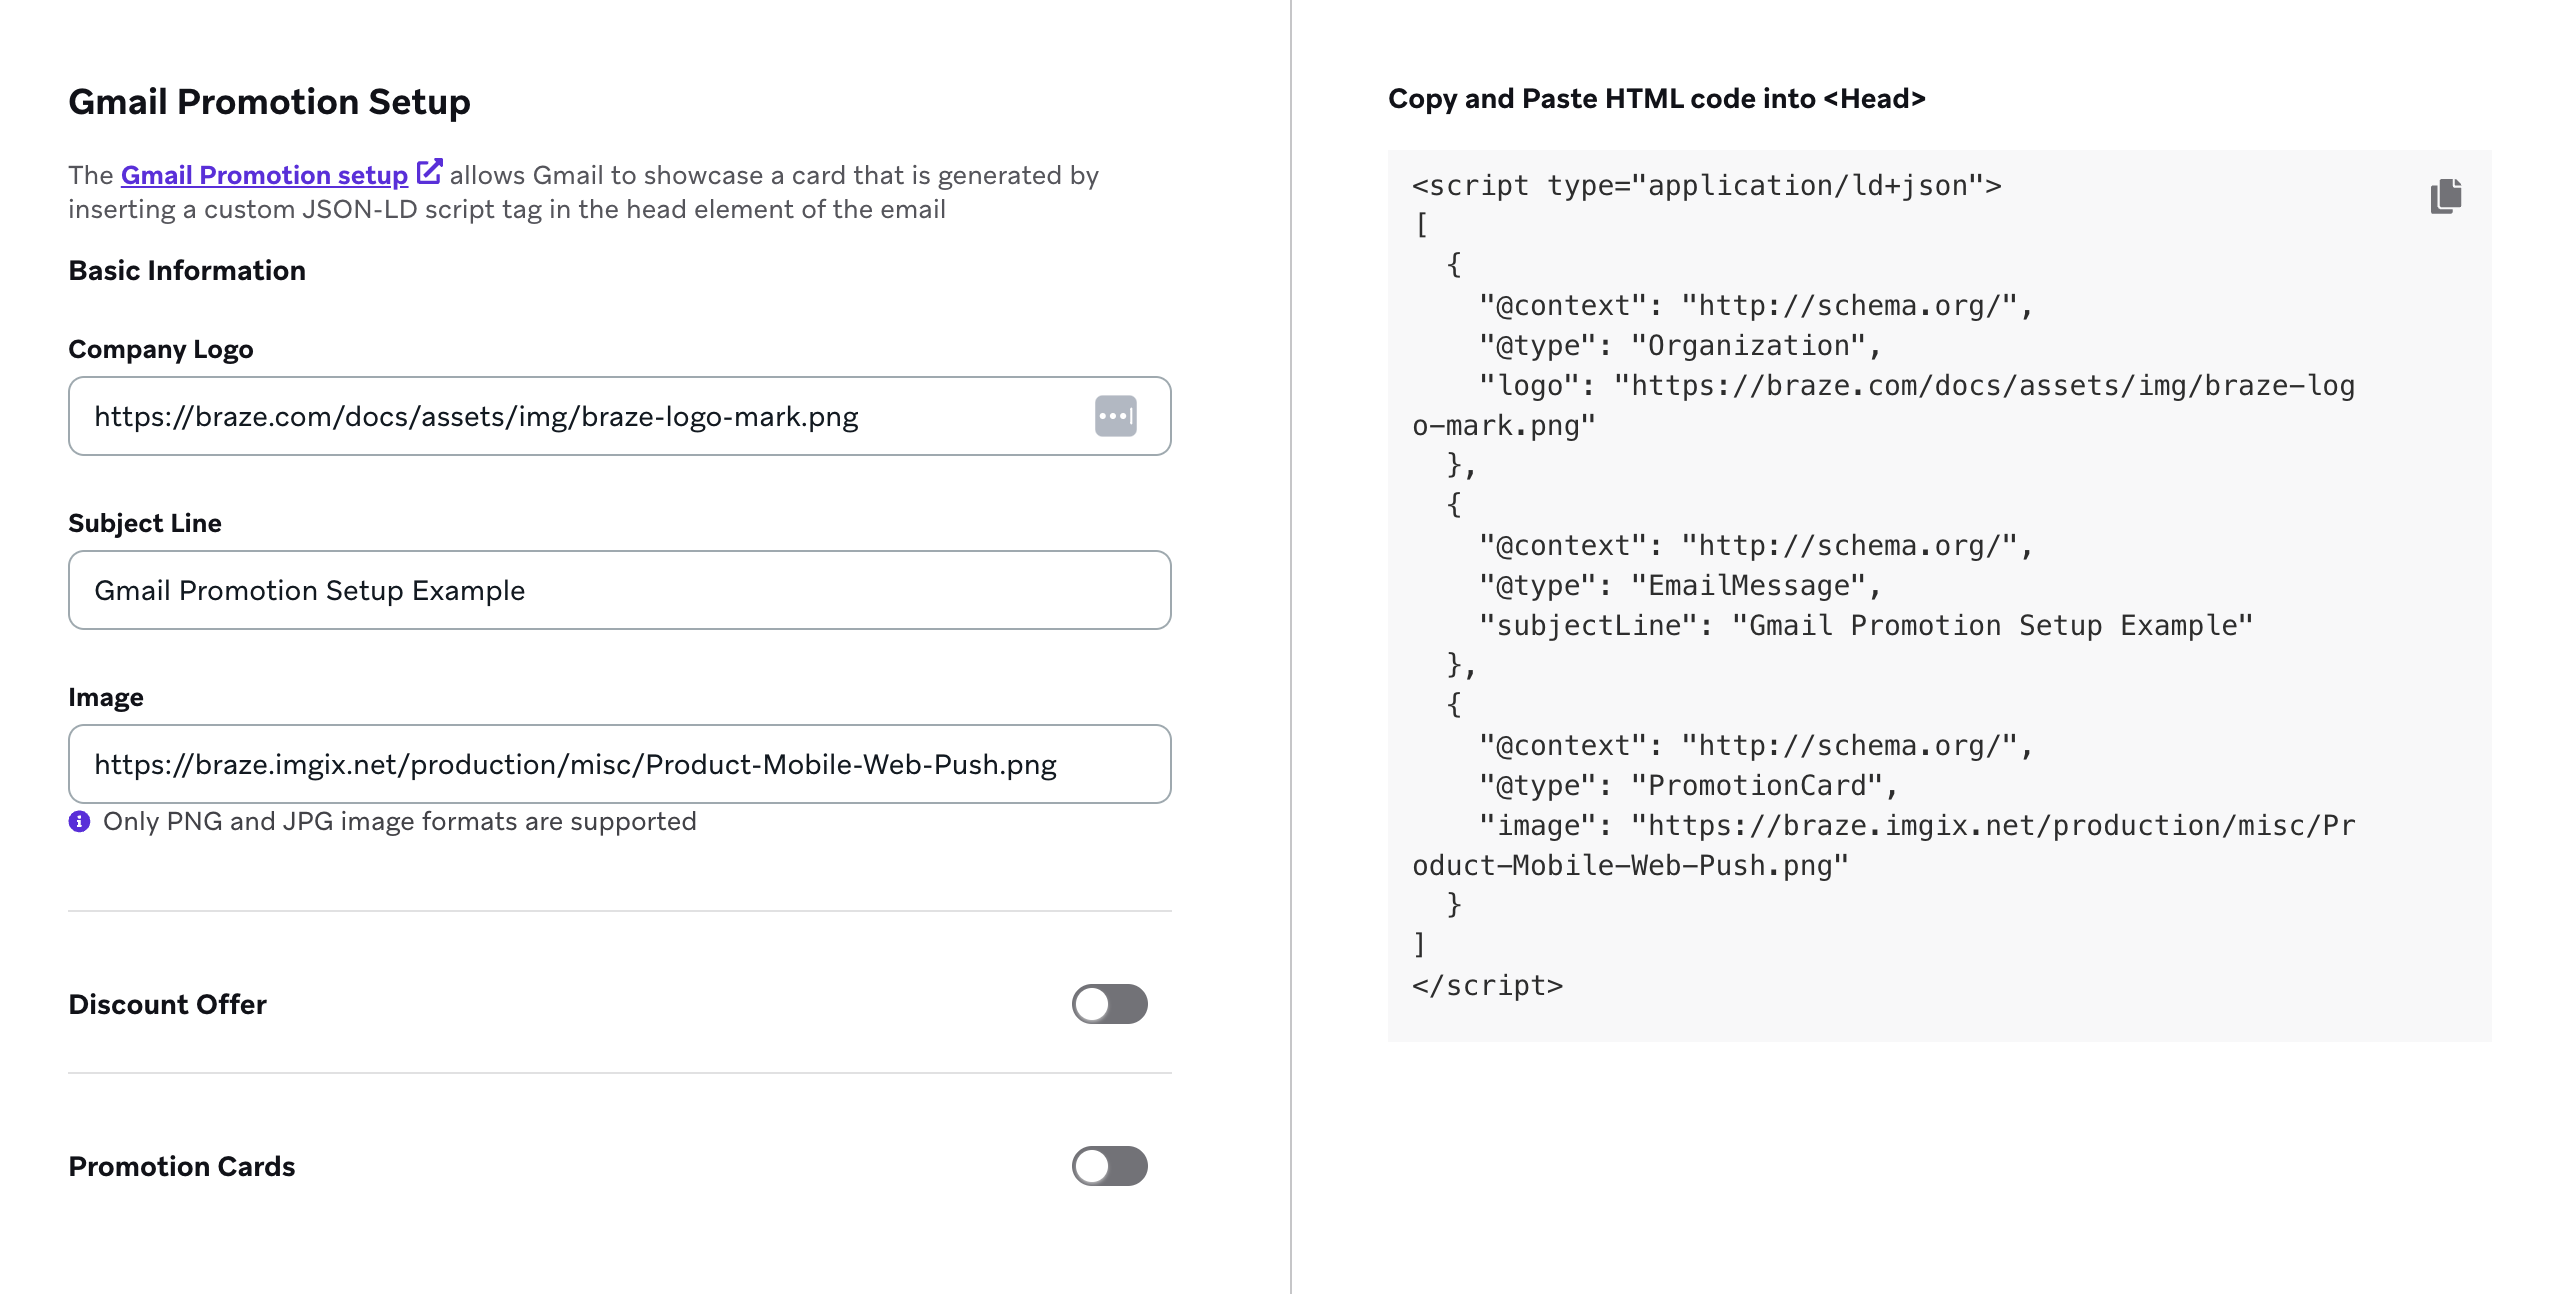 Gmail Promotion Setup
The Gmail Promotion setup allows Gmail to showcase a card that is generated by
inserting a custom JSON-LD script tag in the head element of the email
Basic Information
Company Logo
https://braze.com/docs/assets/img/braze-logo-mark.png
Subject Line
Gmail Promotion Setup Example
Image
https://braze.imgix.net/production/misc/Product-Mobile-Web-Push.png
Only PNG and JPG image formats are supported
Discount Offer
Promotion Cards
Copy and Paste HTML code into <Head>
<script type="application/ld+json">
[
  {
    "@context": "http://schema.org/",
    "@type": "Organization",
    "logo": "https://braze.com/docs/assets/img/braze-log
o-mark.png"
  },
  {
    "@context": "http://schema.org/",
    "@type": "EmailMessage",
    "subjectLine": "Gmail Promotion Setup Example"
  },
  {
    "@context": "http://schema.org/",
    "@type": "PromotionCard",
    "image": "https://braze.imgix.net/production/misc/Pr
oduct-Mobile-Web-Push.png"
  }
]
</script>